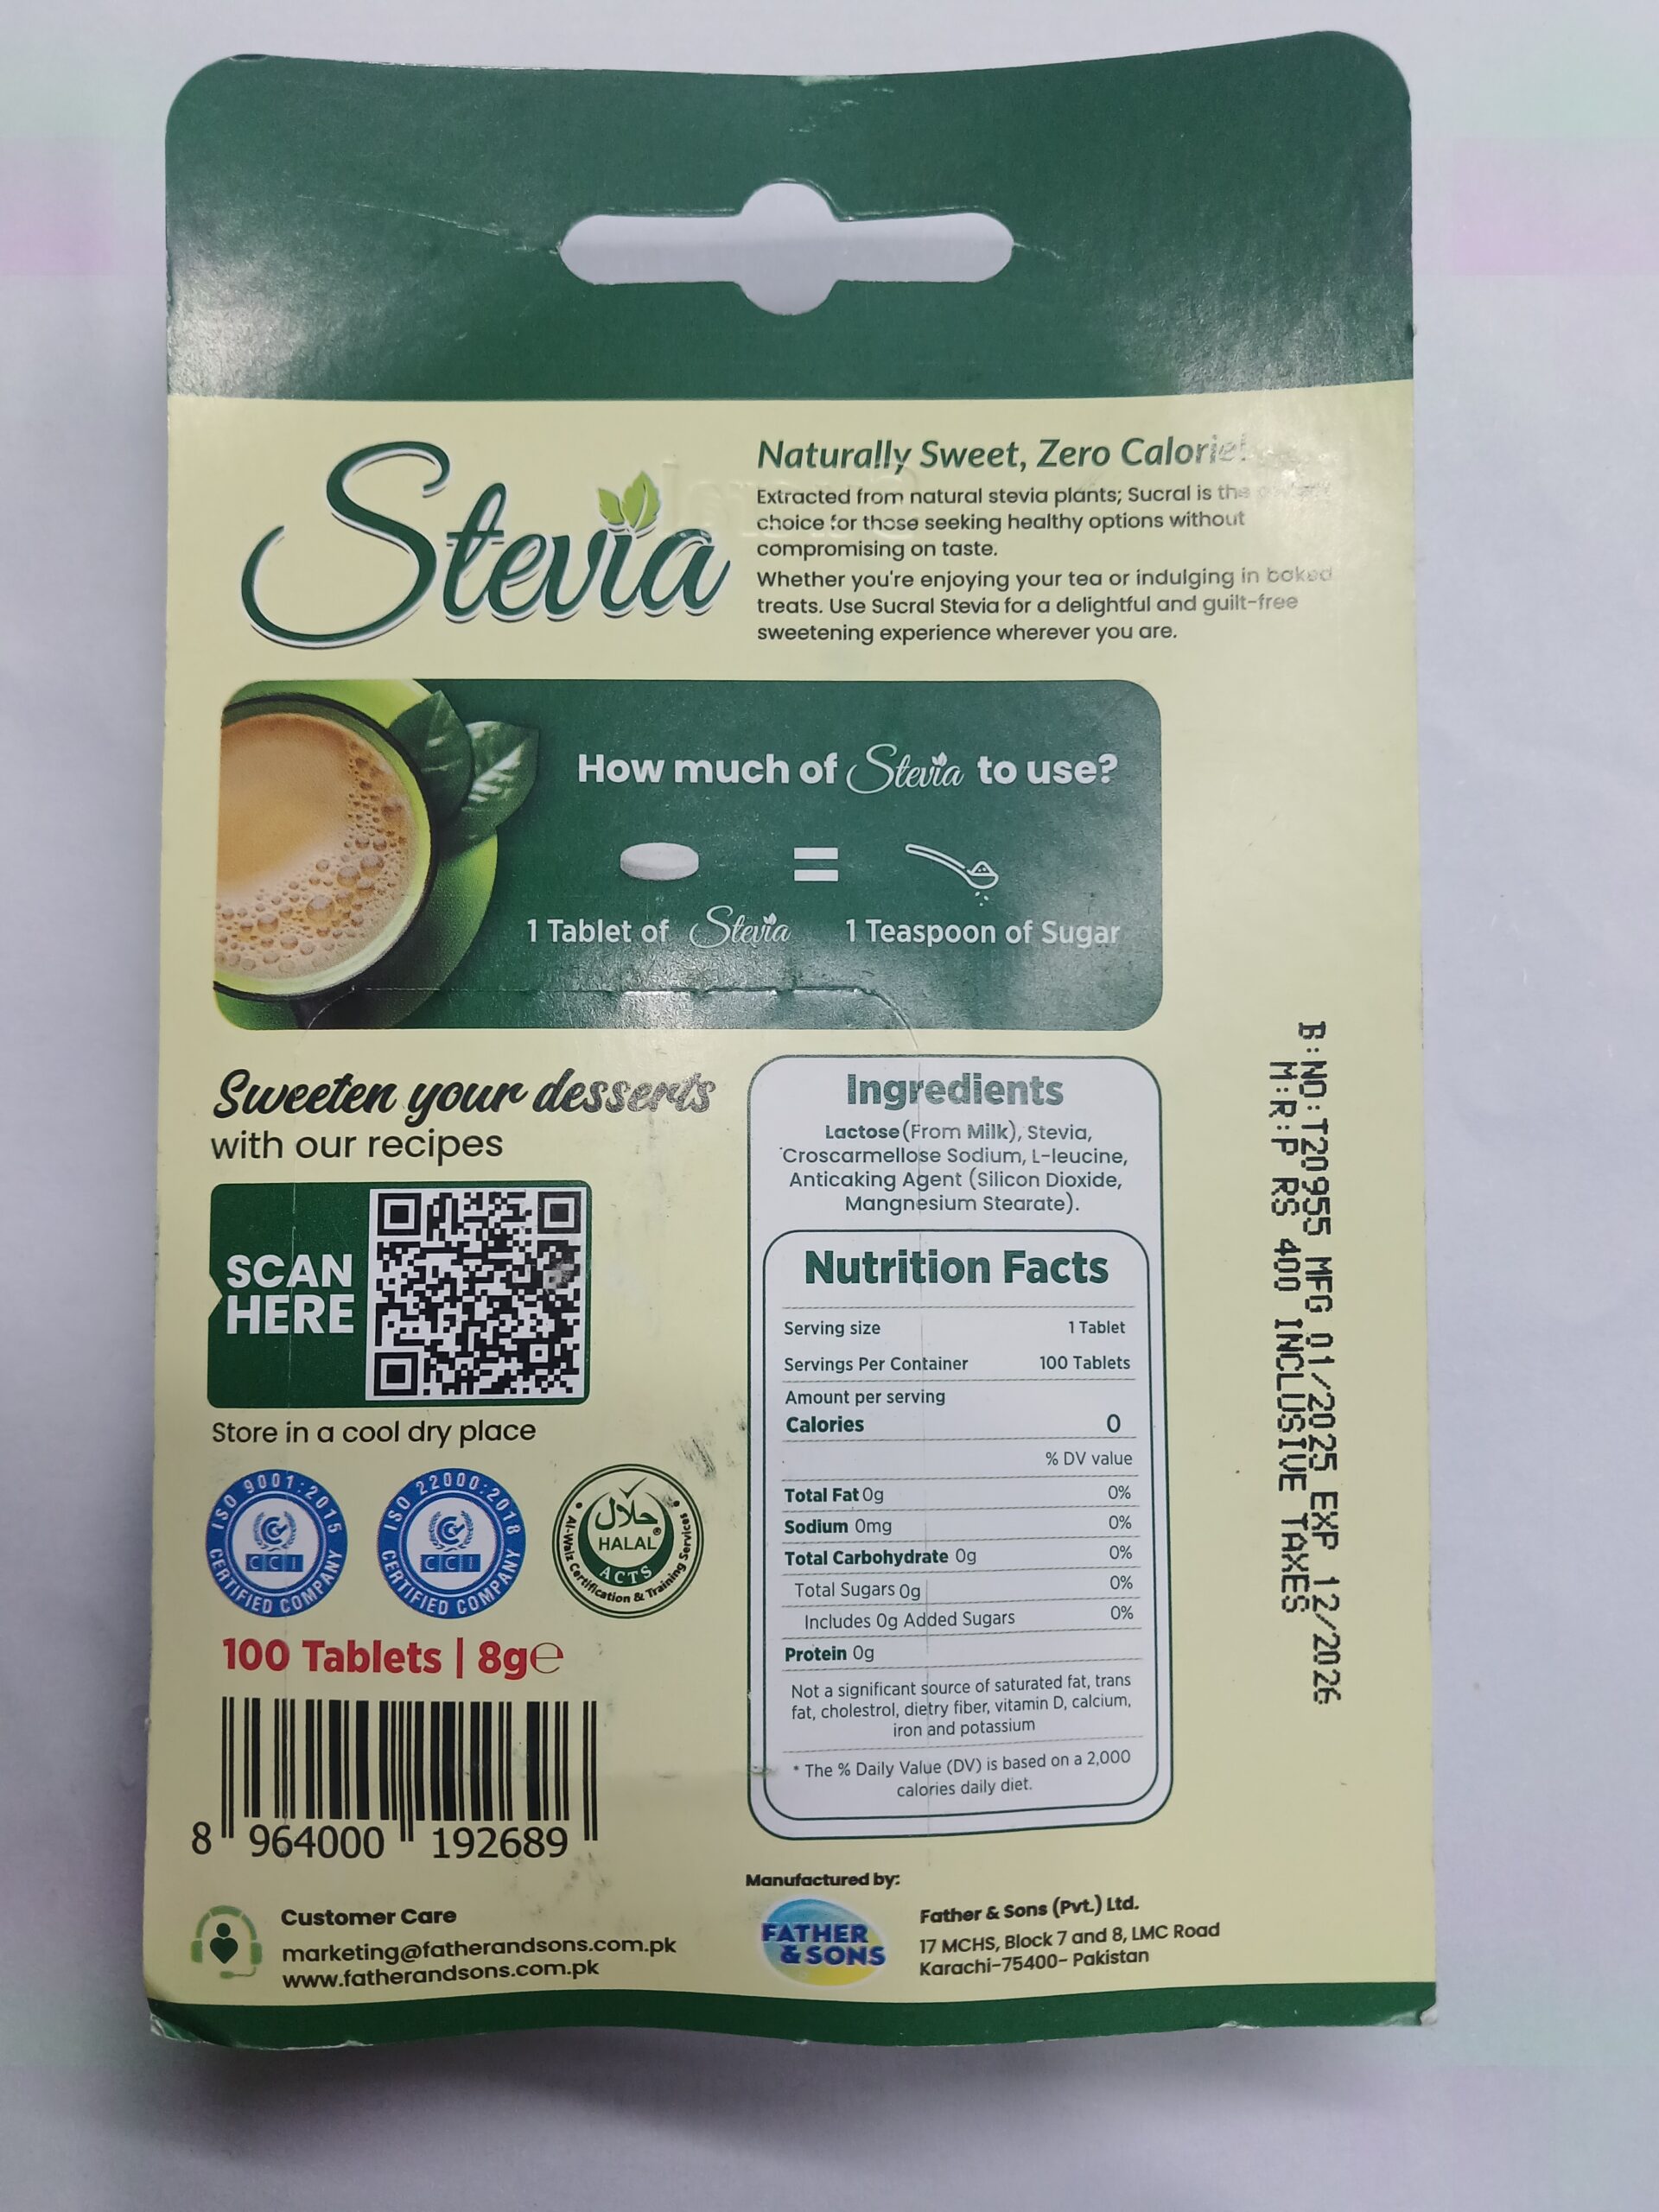 Stevia
Naturally Sweet, Zero Calorie!
Extracted from natural stevia plants; Sucral is the
choice for those seeking healthy options without
compromising on taste.
Whether you're enjoying your tea or indulging in baked
treats. Use Sucral Stevia for a delightful and guilt-free
sweetening experience wherever you are.
How much of Stevia to use?
1 Tablet of Stevia = 1 Teaspoon of Sugar
Sweeten your desserts
with our recipes
SCAN
HERE
Store in a cool dry place
ISO 9001:2015
CCI
CERTIFIED COMPANY
ISO 22000:2018
CCI
CERTIFIED COMPANY
حلال
HALAL®
ACTS
Al-Waiz Certification & Training Services
100 Tablets | 8g℮
8 964000 192689
Customer Care
marketing@fatherandsons.com.pk
www.fatherandsons.com.pk
Ingredients
Lactose (From Milk), Stevia,
Croscarmellose Sodium, L-leucine,
Anticaking Agent (Silicon Dioxide,
Mangnesium Stearate).
Nutrition Facts
Serving size 1 Tablet
Servings Per Container 100 Tablets
Amount per serving
Calories 0
% DV value
Total Fat 0g 0%
Sodium 0mg 0%
Total Carbohydrate 0g 0%
Total Sugars 0g 0%
Includes 0g Added Sugars 0%
Protein 0g
Not a significant source of saturated fat, trans
fat, cholestrol, dietry fiber, vitamin D, calcium,
iron and potassium
* The % Daily Value (DV) is based on a 2,000
calories daily diet.
Manufactured by:
FATHER
& SONS
Father & Sons (Pvt.) Ltd.
17 MCHS, Block 7 and 8, LMC Road
Karachi-75400- Pakistan
B:NO:T20955 MFG 01/2025 EXP 12/2026
M:R:P RS 400 INCLUSIVE TAXES